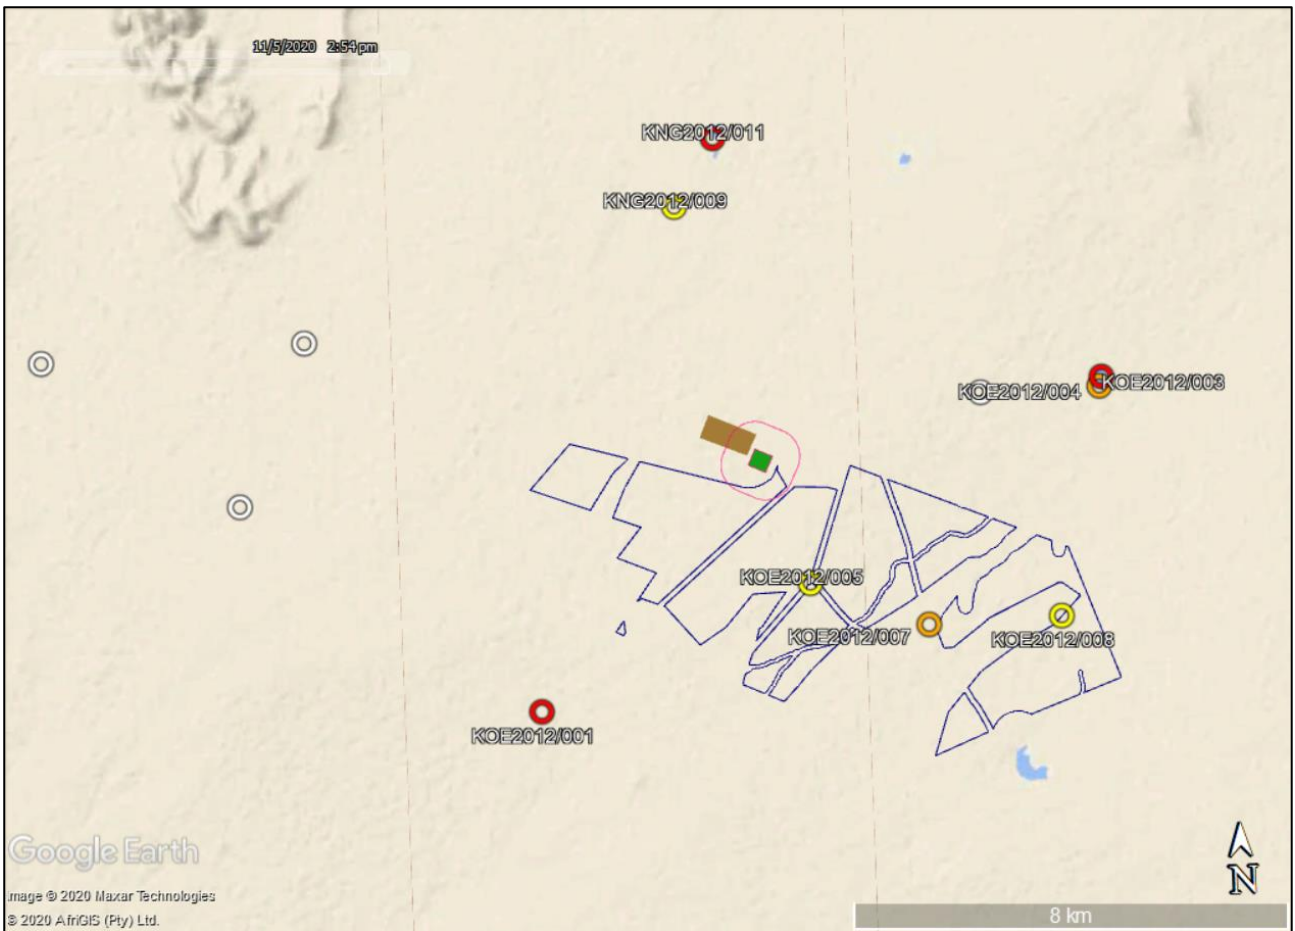 11/5/2020 2:54 pm
KNG2012/011
KNG2012/009
KOE2012/003
KOE2012/004
KOE2012/005
KOE2012/007
KOE2012/008
KOE2012/001
Google Earth
Image © 2020 Maxar Technologies
© 2020 AfriGIS (Pty) Ltd.
N
8 km